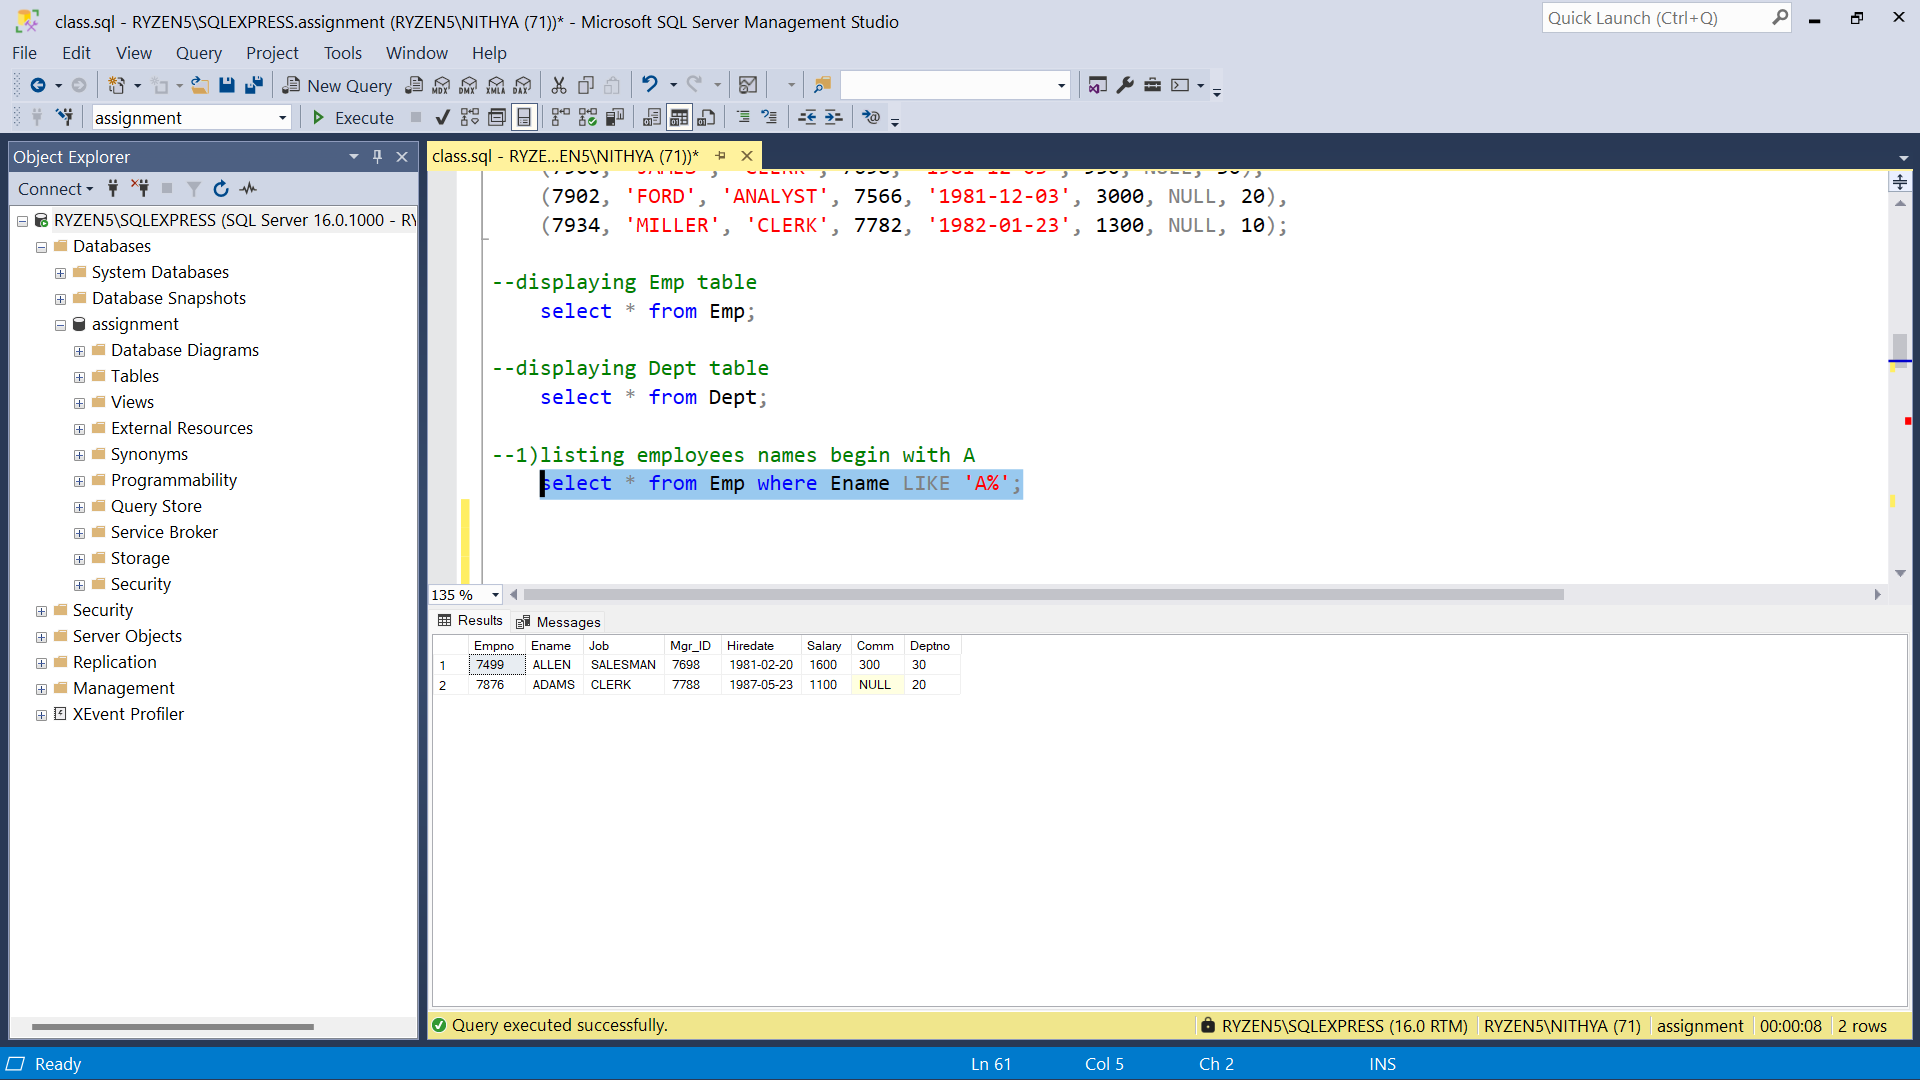 class.sql - RYZEN5\SQLEXPRESS.assignment (RYZEN5\NITHYA (71))* - Microsoft SQL Server Management Studio
Quick Launch (Ctrl+Q)
File Edit View Query Project Tools Window Help
New Query MDX DMX XMLA DAX
assignment Execute
Object Explorer
Connect
RYZEN5\SQLEXPRESS (SQL Server 16.0.1000 - RY
Databases
System Databases
Database Snapshots
assignment
Database Diagrams
Tables
Views
External Resources
Synonyms
Programmability
Query Store
Service Broker
Storage
Security
Security
Server Objects
Replication
Management
XEvent Profiler
class.sql - RYZE...EN5\NITHYA (71))*
(7902, 'FORD', 'ANALYST', 7566, '1981-12-03', 3000, NULL, 20),
(7934, 'MILLER', 'CLERK', 7782, '1982-01-23', 1300, NULL, 10);
--displaying Emp table
select * from Emp;
--displaying Dept table
select * from Dept;
--1)listing employees names begin with A
select * from Emp where Ename LIKE 'A%';
135 %
Results Messages
Empno Ename Job Mgr_ID Hiredate Salary Comm Deptno
1 7499 ALLEN SALESMAN 7698 1981-02-20 1600 300 30
2 7876 ADAMS CLERK 7788 1987-05-23 1100 NULL 20
Query executed successfully. RYZEN5\SQLEXPRESS (16.0 RTM) RYZEN5\NITHYA (71) assignment 00:00:08 2 rows
Ready Ln 61 Col 5 Ch 2 INS